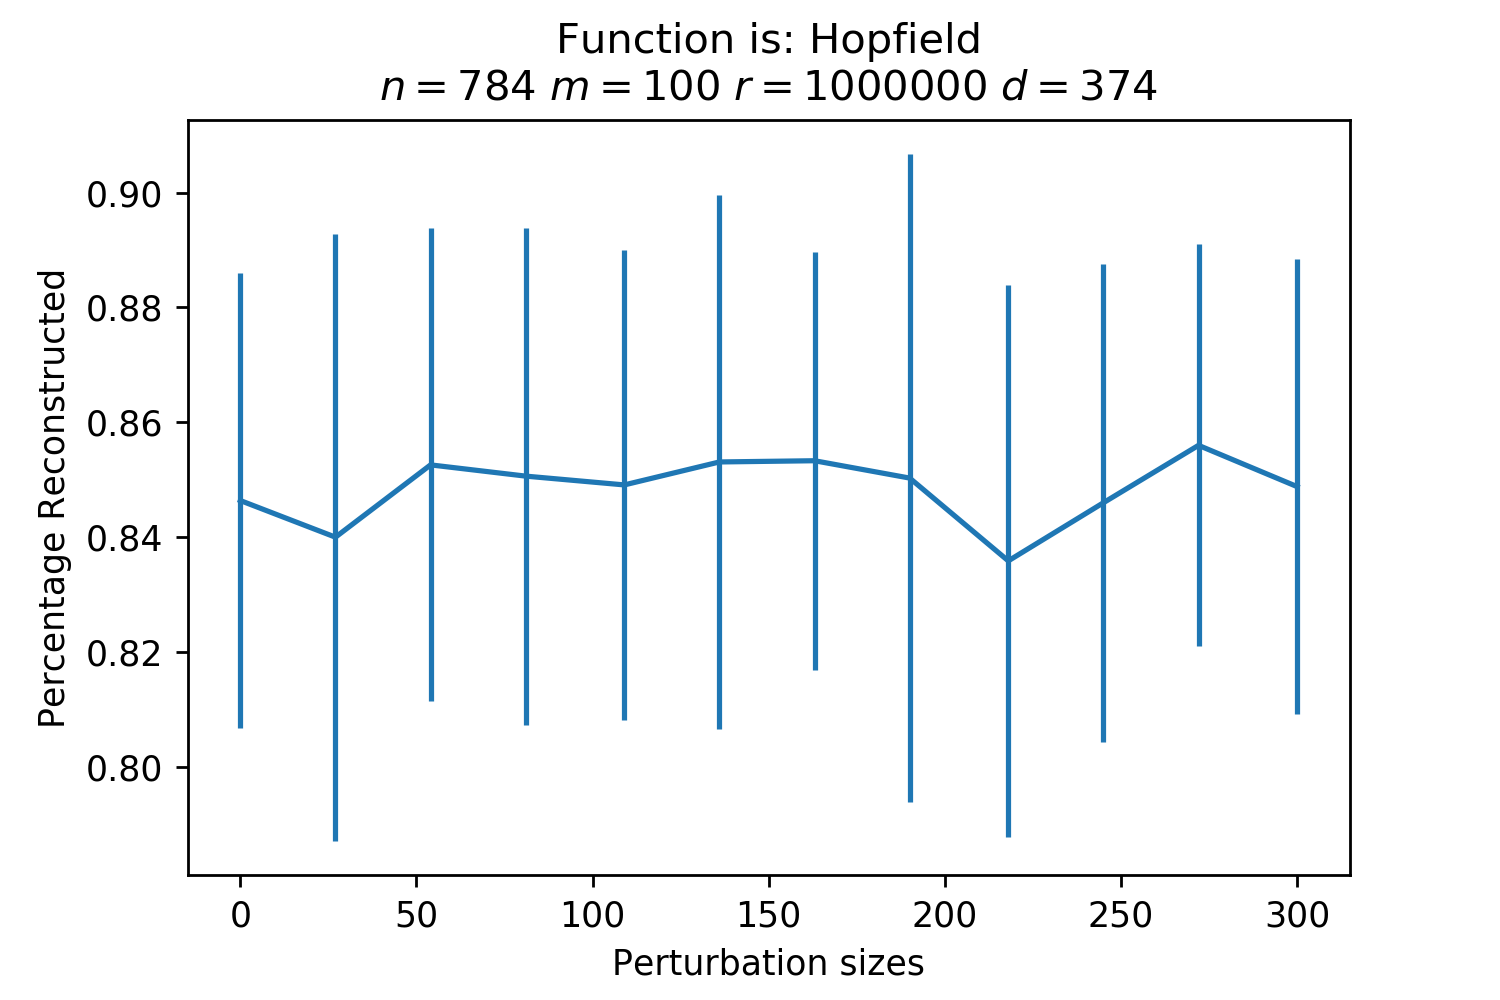 Function is: Hopfield
n = 784 m = 100 r = 1000000 d = 374
Percentage Reconstructed
0.90
0.88
0.86
0.84
0.82
0.80
0 50 100 150 200 250 300
Perturbation sizes